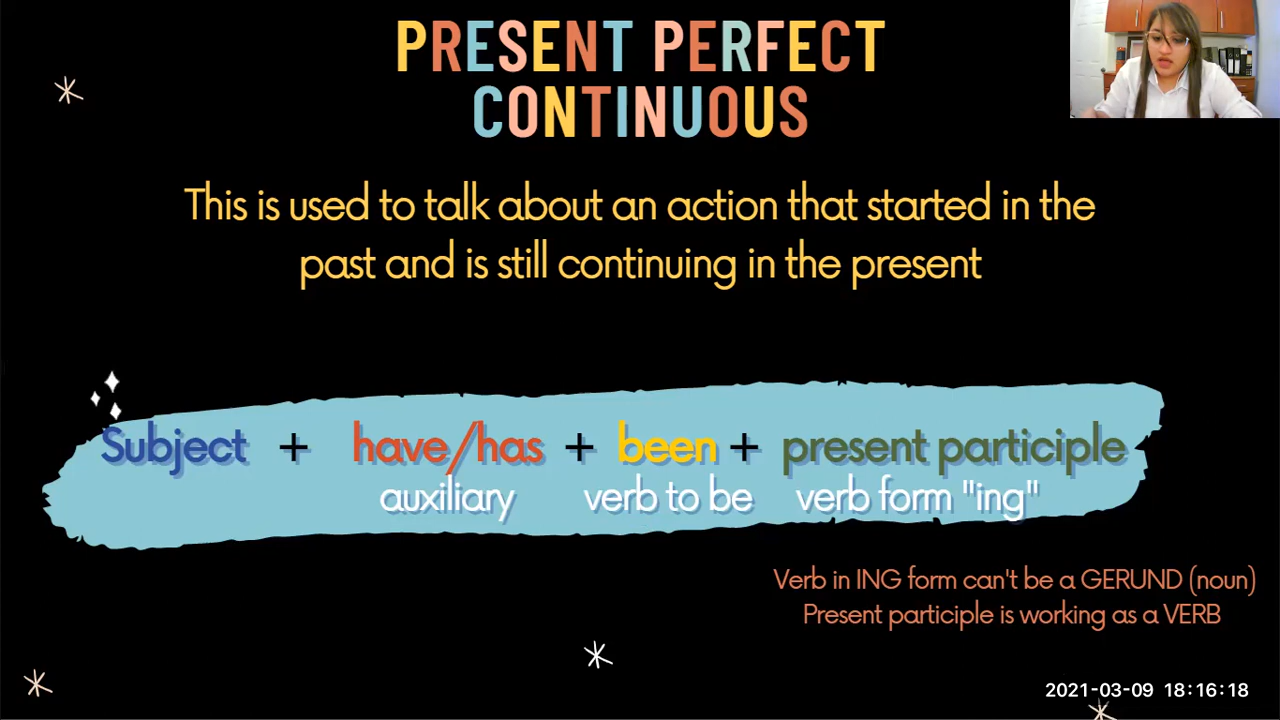 PRESENT PERFECT
CONTINUOUS
This is used to talk about an action that started in the
past and is still continuing in the present
Subject + have/has + been + present participle
auxiliary verb to be verb form "ing"
Verb in ING form can't be a GERUND (noun)
Present participle is working as a VERB
2021-03-09 18:16:18